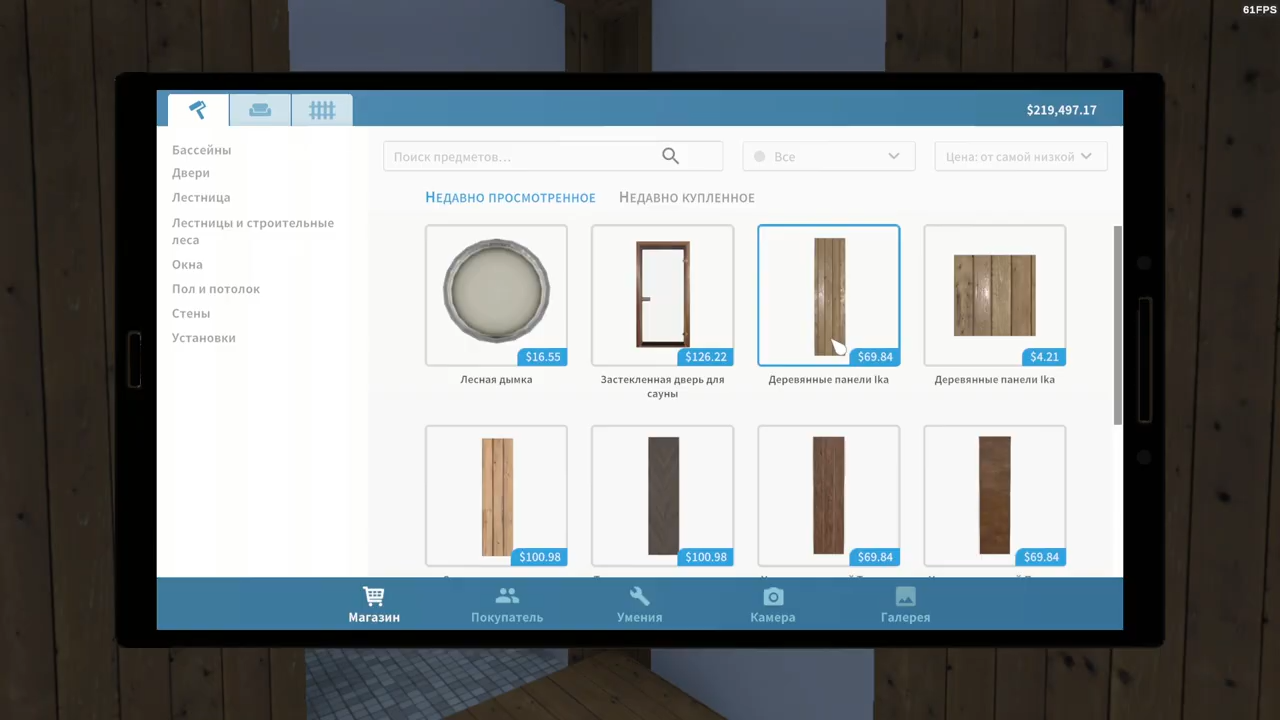 61FPS
$219,497.17
Бассейны
Двери
Лестница
Лестницы и строительные
леса
Окна
Пол и потолок
Стены
Установки
Поиск предметов...
Все
Цена: от самой низкой
Недавно просмотренное
Недавно купленное
$16.55
$126.22
$69.84
$4.21
Лесная дымка
Застекленная дверь для
сауны
Деревянные панели Ika
Деревянные панели Ika
$100.98
$100.98
$69.84
$69.84
Магазин
Покупатель
Умения
Камера
Галерея